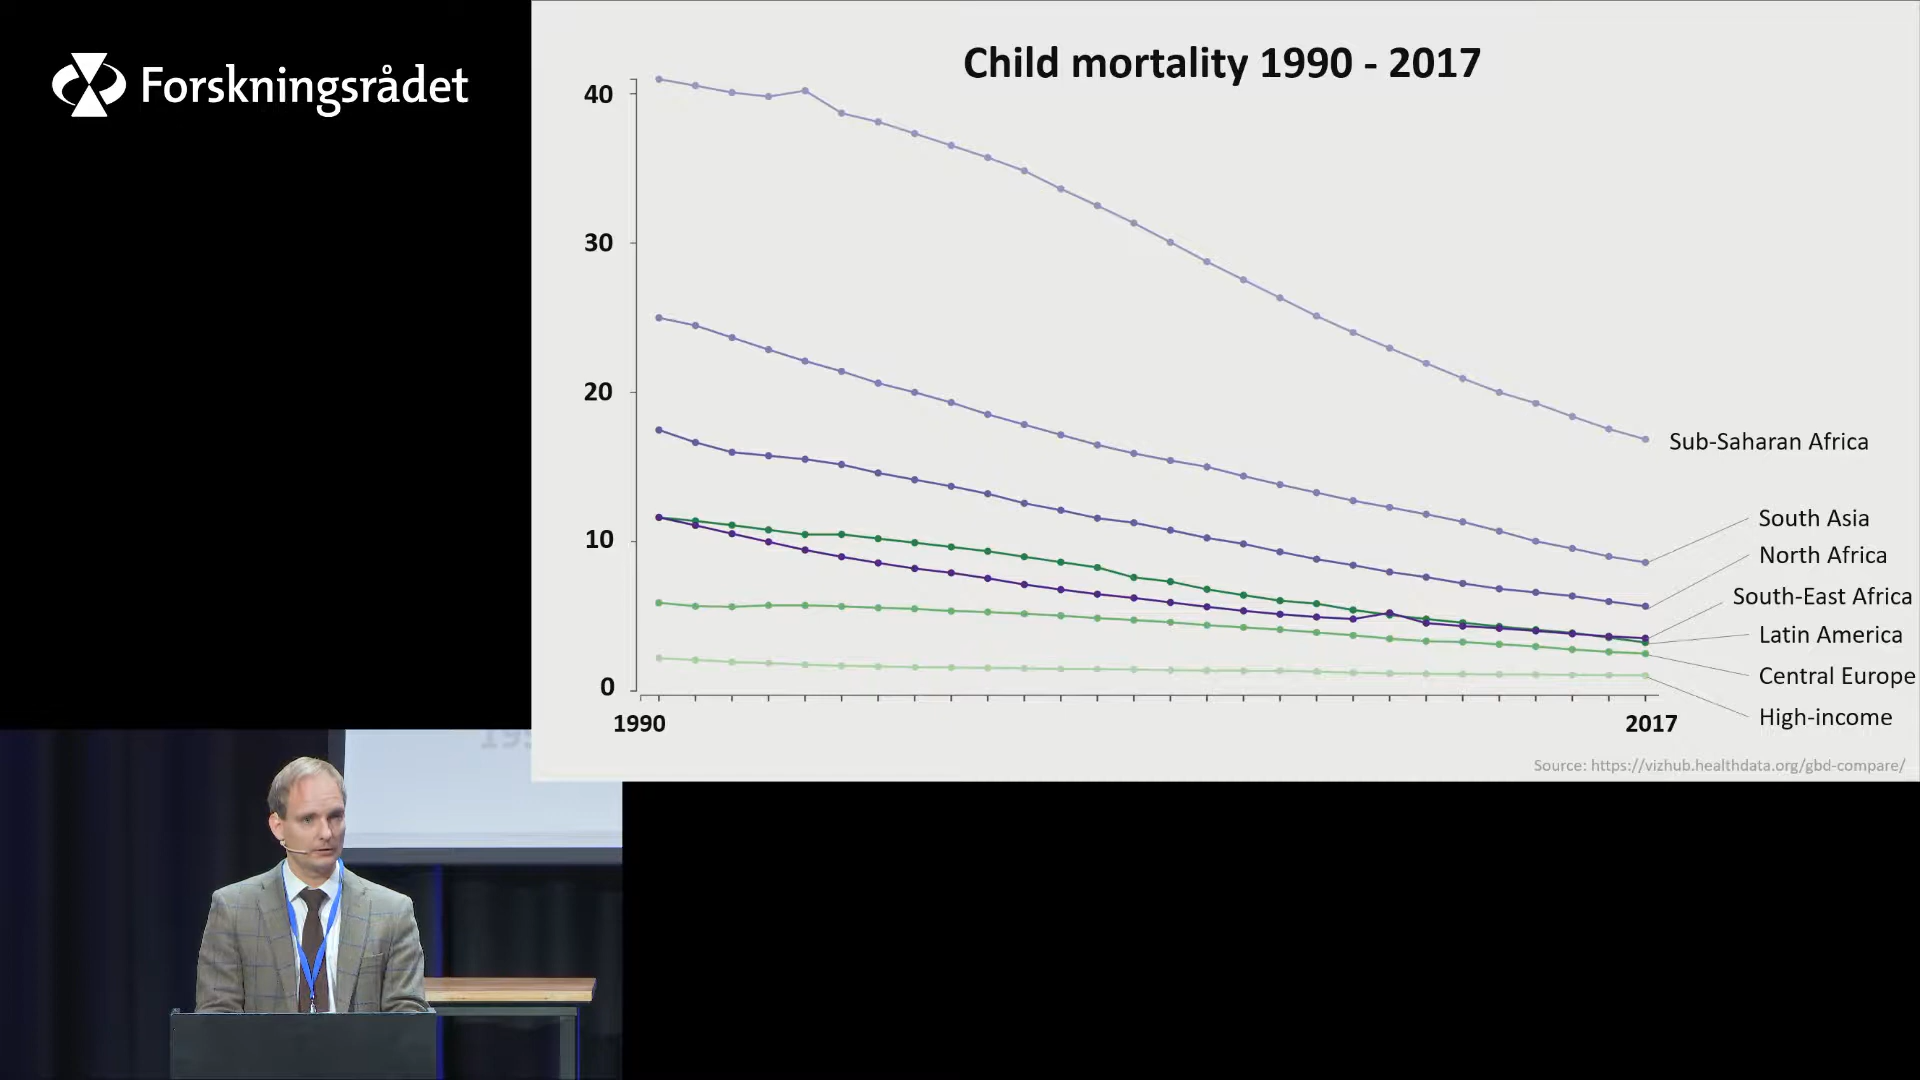 Forskningsrådet
Child mortality 1990 - 2017
40
30
20
10
0
1990
2017
Sub-Saharan Africa
South Asia
North Africa
South-East Africa
Latin America
Central Europe
High-income
Source: https://vizhub.healthdata.org/gbd-compare/